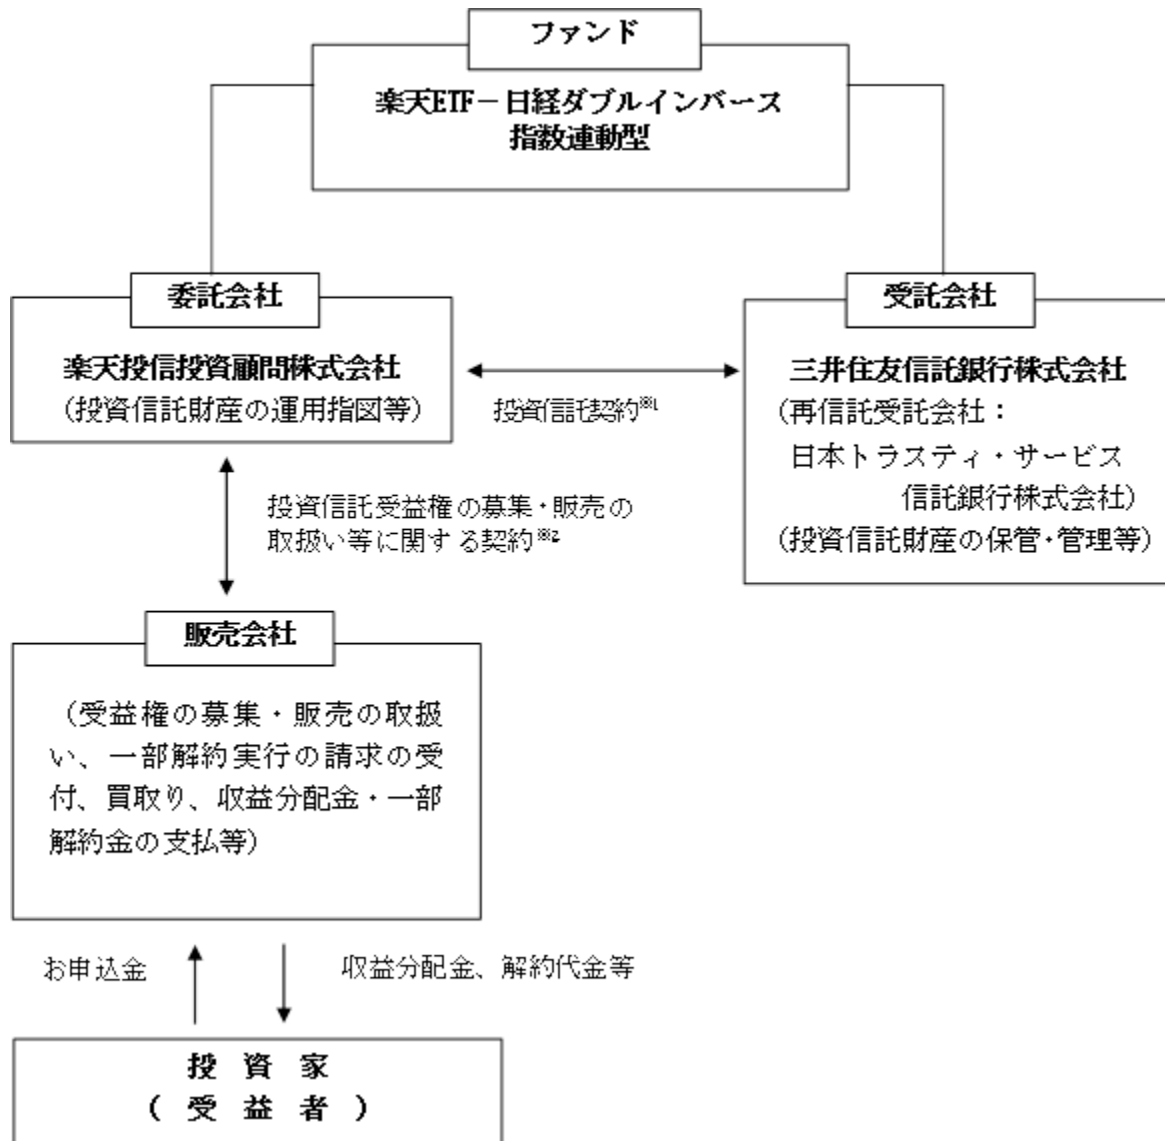 ファンド
楽天ETF－日経ダブルインバース
指数連動型
委託会社
楽天投信投資顧問株式会社
（投資信託財産の運用指図等）
投資信託契約※1
受託会社
三井住友信託銀行株式会社
（再信託受託会社：
日本トラスティ・サービス
信託銀行株式会社）
（投資信託財産の保管・管理等）
投資信託受益権の募集・販売の
取扱い等に関する契約※2
販売会社
（受益権の募集・販売の取扱
い、一部解約実行の請求の受
付、買取り、収益分配金・一部
解約金の支払等）
お申込金
収益分配金、解約代金等
投資家
（受益者）